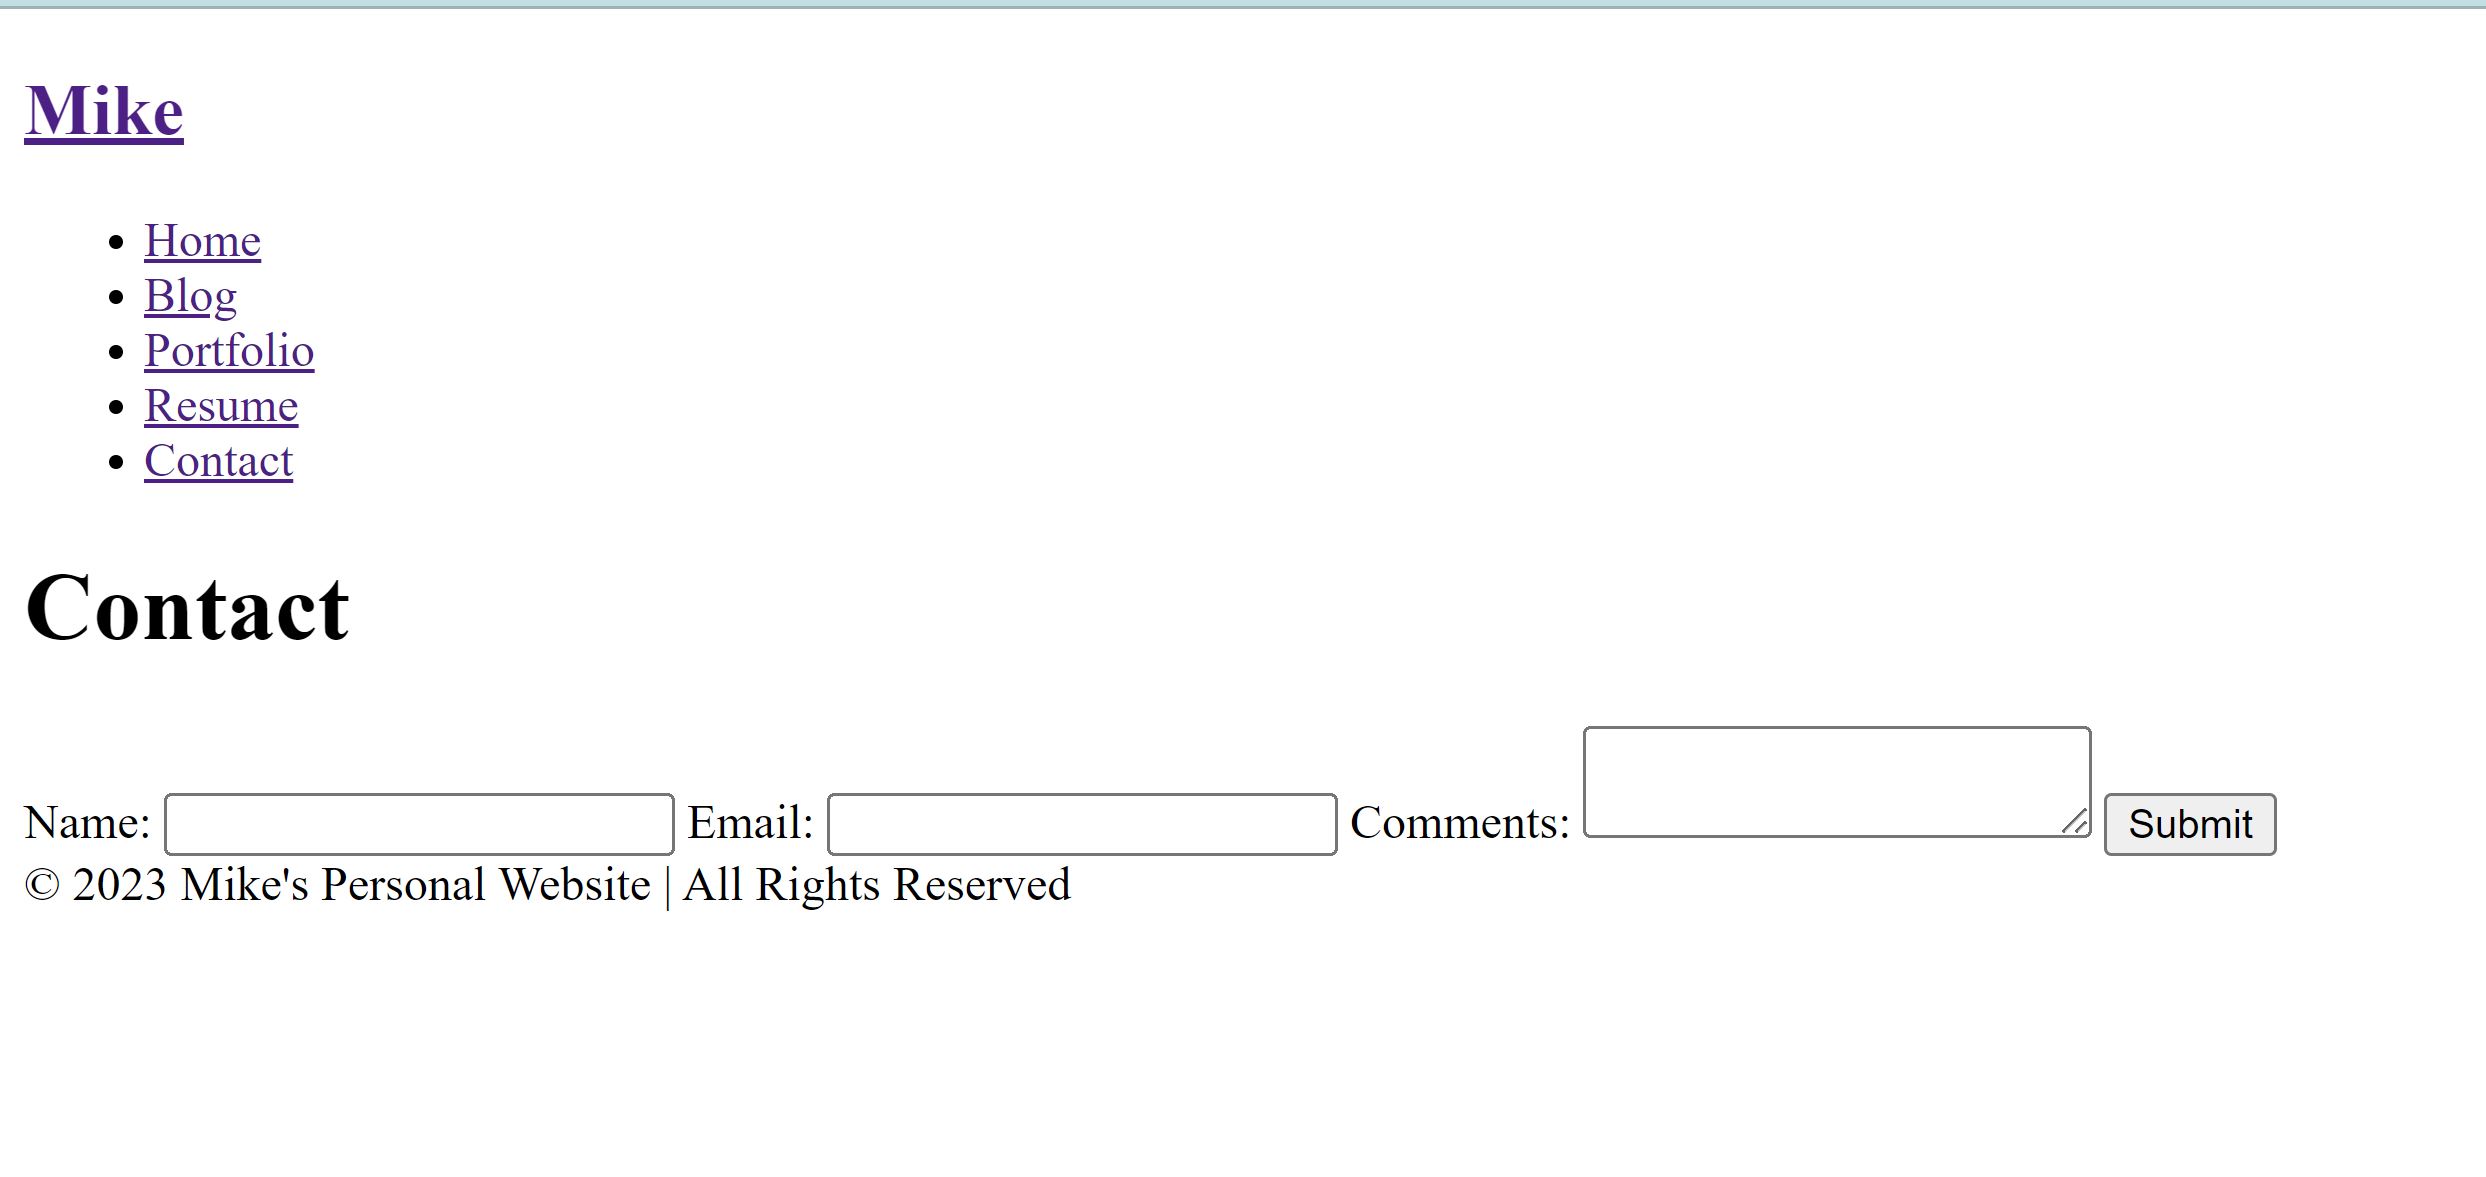 Mike
Home
Blog
Portfolio
Resume
Contact
Contact
Name: Email: Comments: Submit
© 2023 Mike's Personal Website | All Rights Reserved